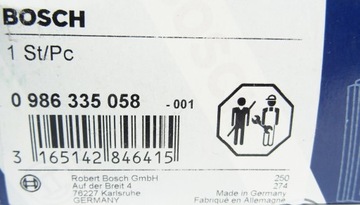 BOSCH
1 St/Pc
0 986 335 058 -001
3 165142 846415
Robert Bosch GmbH
Auf der Breit 4
76227 Karlsruhe
GERMANY
250
274
Made in Germany
Fabriqué en Allemagne